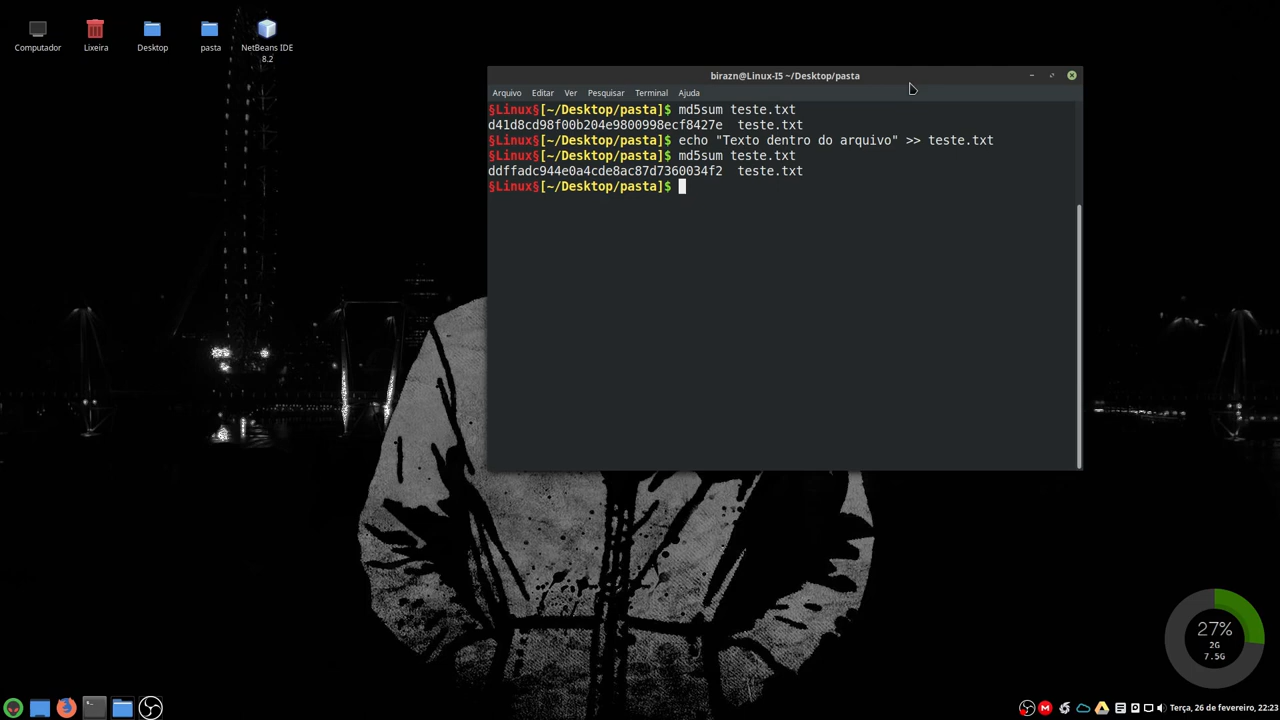 Computador
Lixeira
Desktop
pasta
NetBeans IDE
8.2
birazn@Linux-I5 ~/Desktop/pasta
Arquivo Editar Ver Pesquisar Terminal Ajuda
§Linux§[~/Desktop/pasta]$ md5sum teste.txt
d41d8cd98f00b204e9800998ecf8427e  teste.txt
§Linux§[~/Desktop/pasta]$ echo "Texto dentro do arquivo" >> teste.txt
§Linux§[~/Desktop/pasta]$ md5sum teste.txt
ddffadc944e0a4cde8ac87d7360034f2  teste.txt
§Linux§[~/Desktop/pasta]$
27%
2G
7.5G
Terça, 26 de fevereiro, 22:23